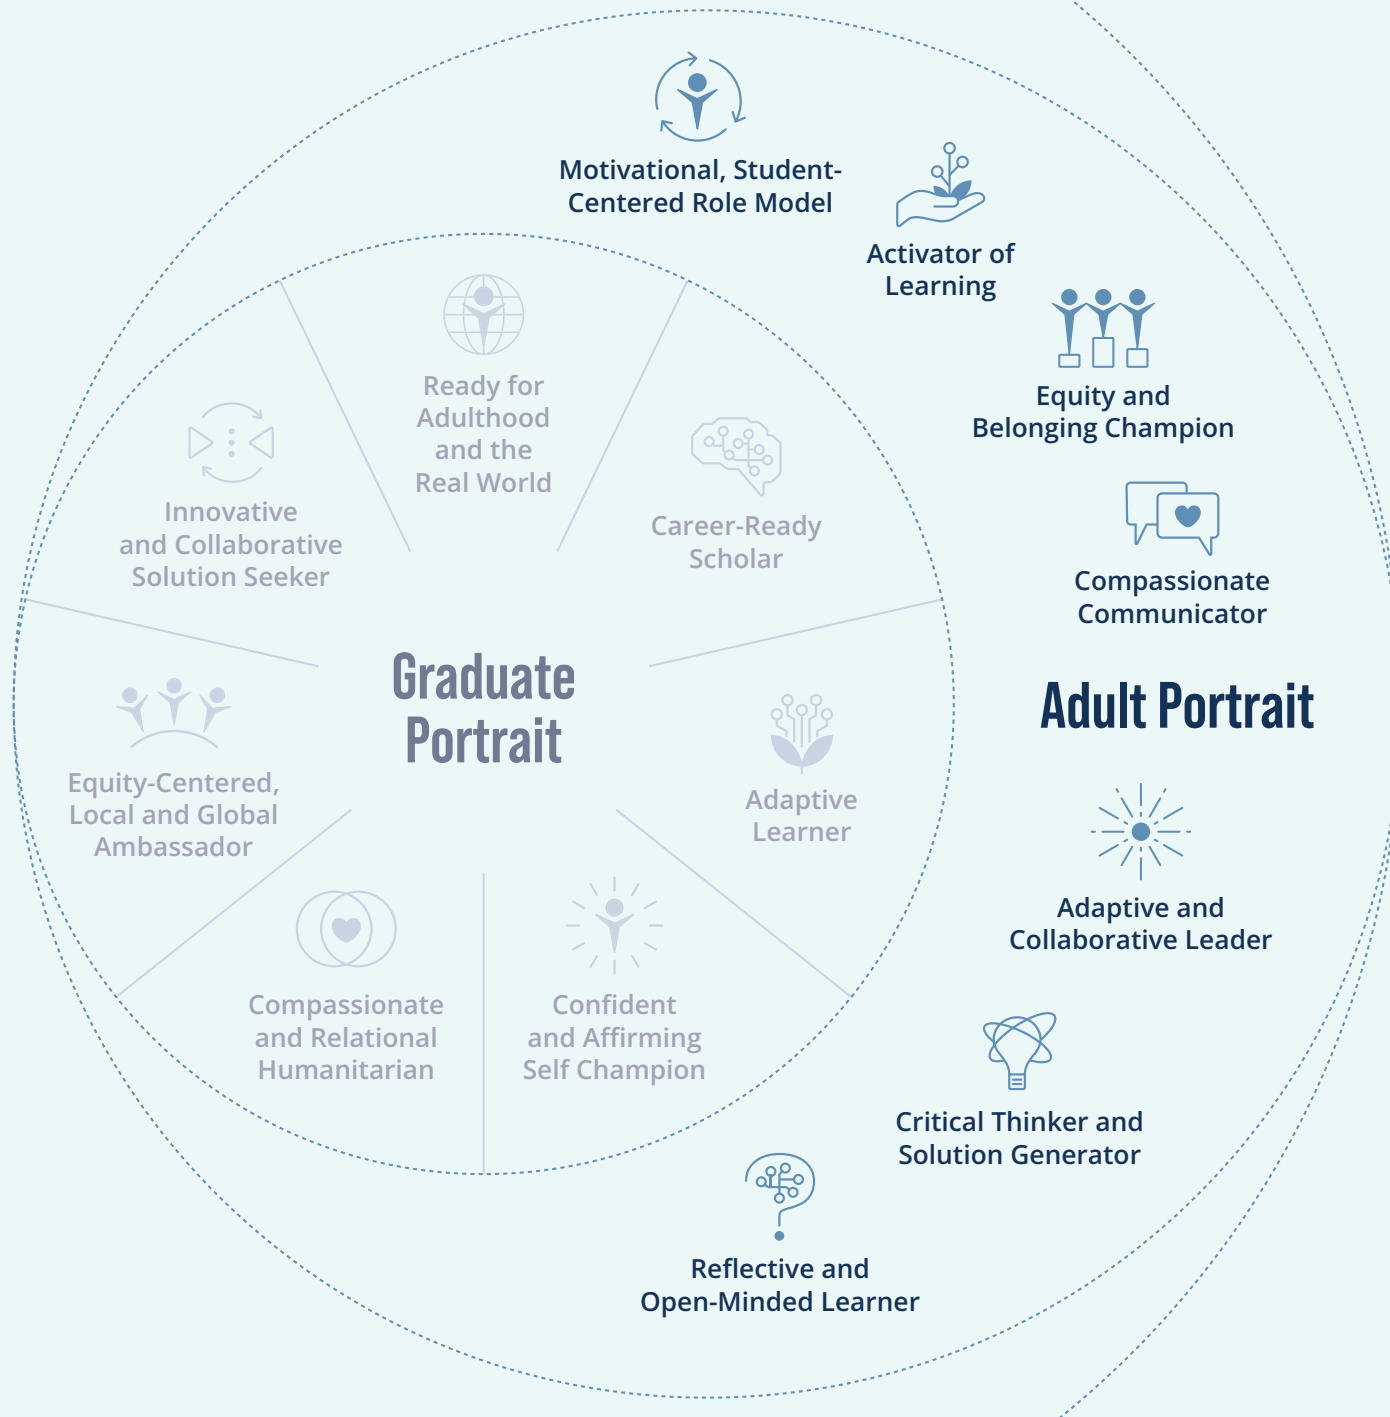 Motivational, Student-
Centered Role Model
Activator of
Learning
Equity and
Belonging Champion
Compassionate
Communicator
Adult Portrait
Adaptive and
Collaborative Leader
Critical Thinker and
Solution Generator
Reflective and
Open-Minded Learner
Graduate
Portrait
Ready for
Adulthood
and the
Real World
Career-Ready
Scholar
Adaptive
Learner
Confident
and Affirming
Self Champion
Compassionate
and Relational
Humanitarian
Equity-Centered,
Local and Global
Ambassador
Innovative
and Collaborative
Solution Seeker